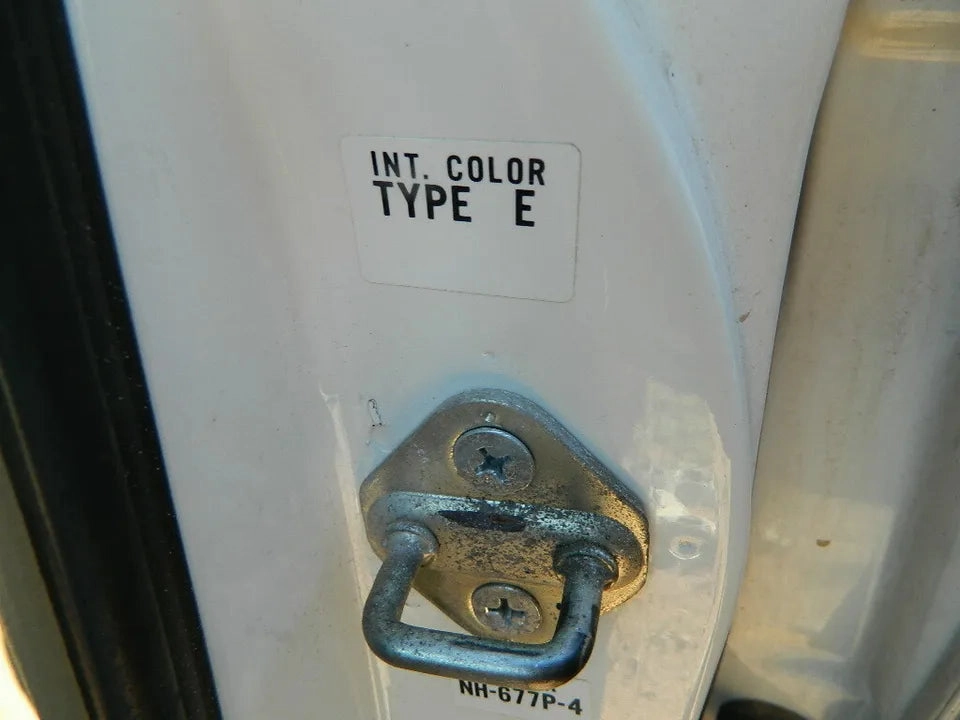 INT. COLOR
TYPE E
NH-677P-4